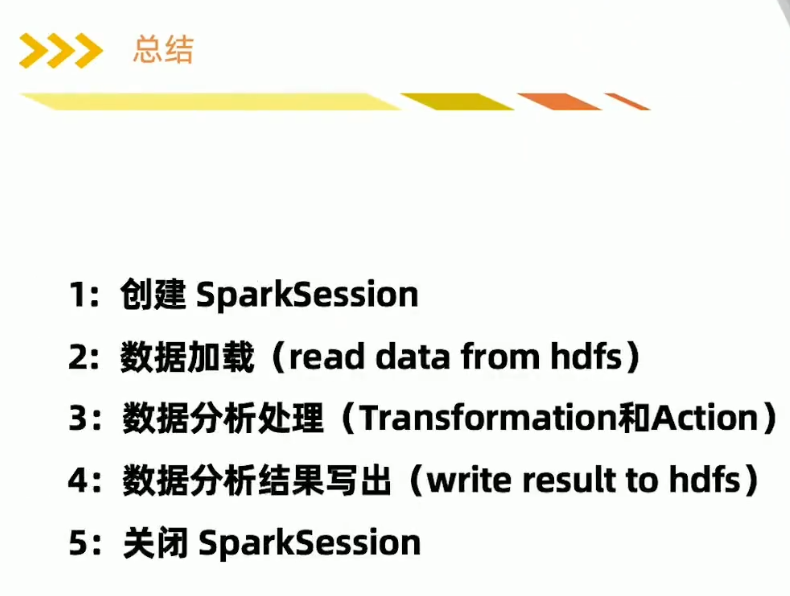 总结
1：创建 SparkSession
2：数据加载（read data from hdfs）
3：数据分析处理（Transformation和Action）
4：数据分析结果写出（write result to hdfs）
5：关闭 SparkSession